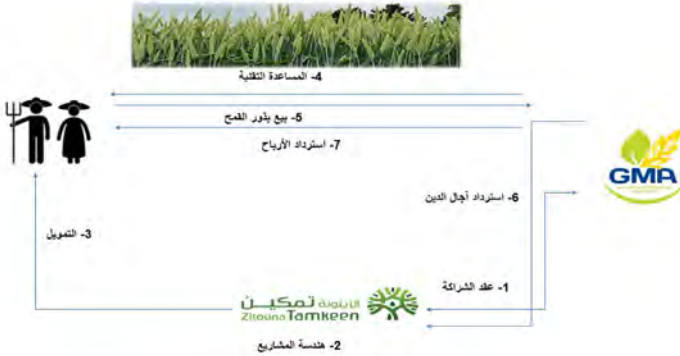 4- المساعدة التقنية
5- بيع بذور القمح
7- استرداد الأرباح
GMA
6- استرداد آجال الدين
3- التمويل
1- عقد الشراكة
الزيتونة تمكين
Zitouna Tamkeen
2- هندسة المشاريع